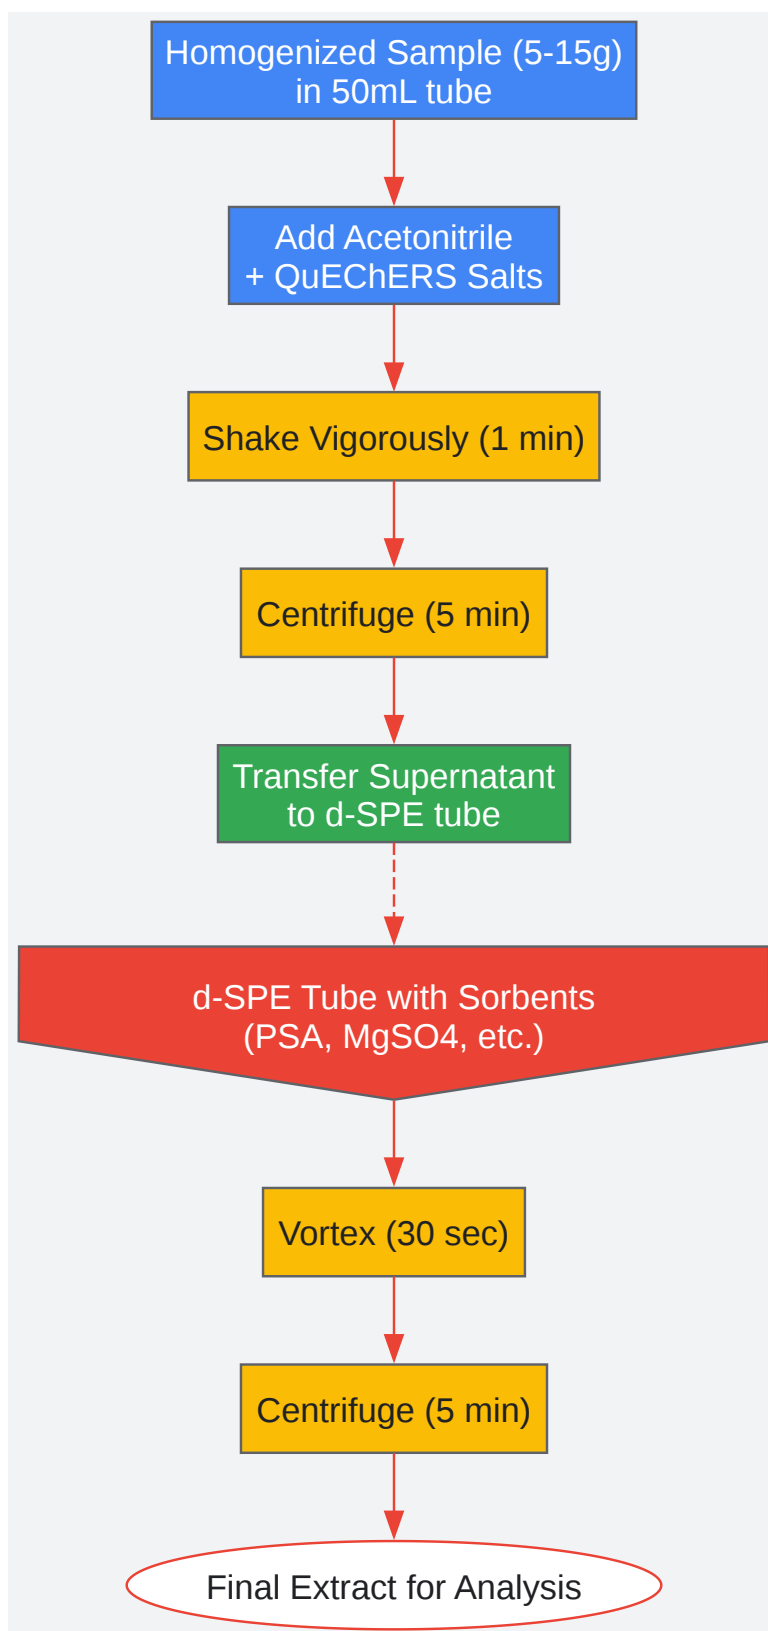 Homogenized Sample (5-15g)
in 50mL tube
Add Acetonitrile
+ QuEChERS Salts
Shake Vigorously (1 min)
Centrifuge (5 min)
Transfer Supernatant
to d-SPE tube
d-SPE Tube with Sorbents
(PSA, MgSO4, etc.)
Vortex (30 sec)
Centrifuge (5 min)
Final Extract for Analysis